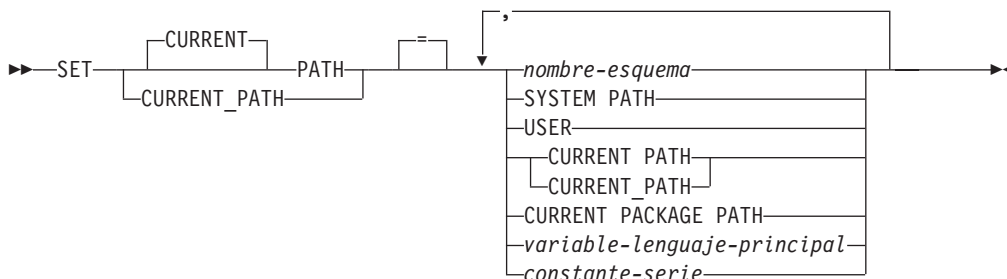 ,
CURRENT =
SET PATH nombre-esquema
CURRENT_PATH SYSTEM PATH
USER
CURRENT PATH
CURRENT_PATH
CURRENT PACKAGE PATH
variable-lenguaje-principal
constante-serie